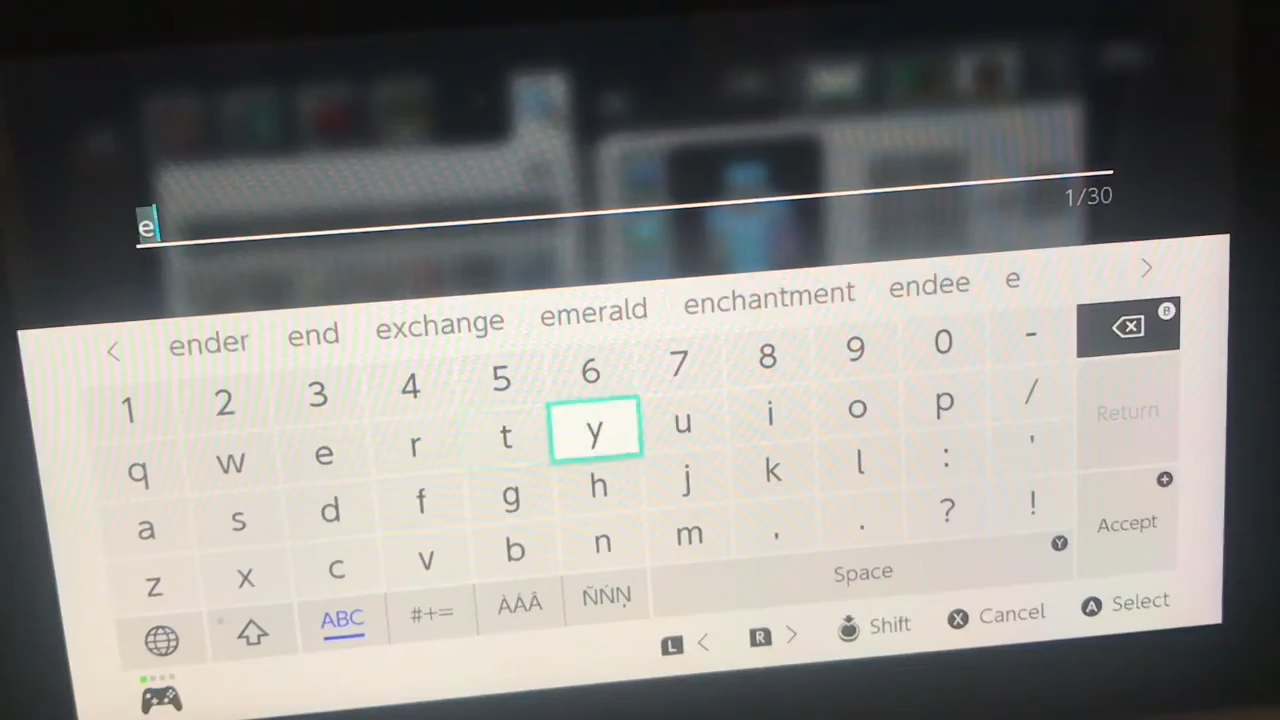 e
1/30
ender end exchange emerald enchantment endee e
1 2 3 4 5 6 7 8 9 0 - B
q w e r t y u i o p / Return
a s d f g h j k l : '
z x c v b n m , . ? ! Accept +
ABC #+= ÀÁÂ ÑŃṆ Space Y
L < R > Shift X Cancel A Select